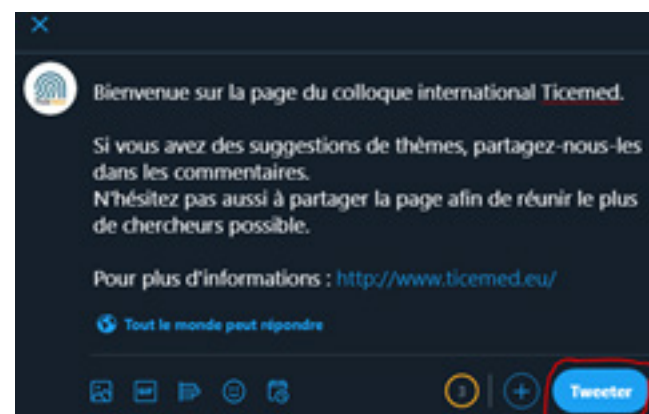 Bienvenue sur la page du colloque international Ticemed.
Si vous avez des suggestions de thèmes, partagez-nous-les
dans les commentaires.
N'hésitez pas aussi à partager la page afin de réunir le plus
de chercheurs possible.
Pour plus d'informations : http://www.ticemed.eu/
Tout le monde peut répondre
GIF
3
Tweeter